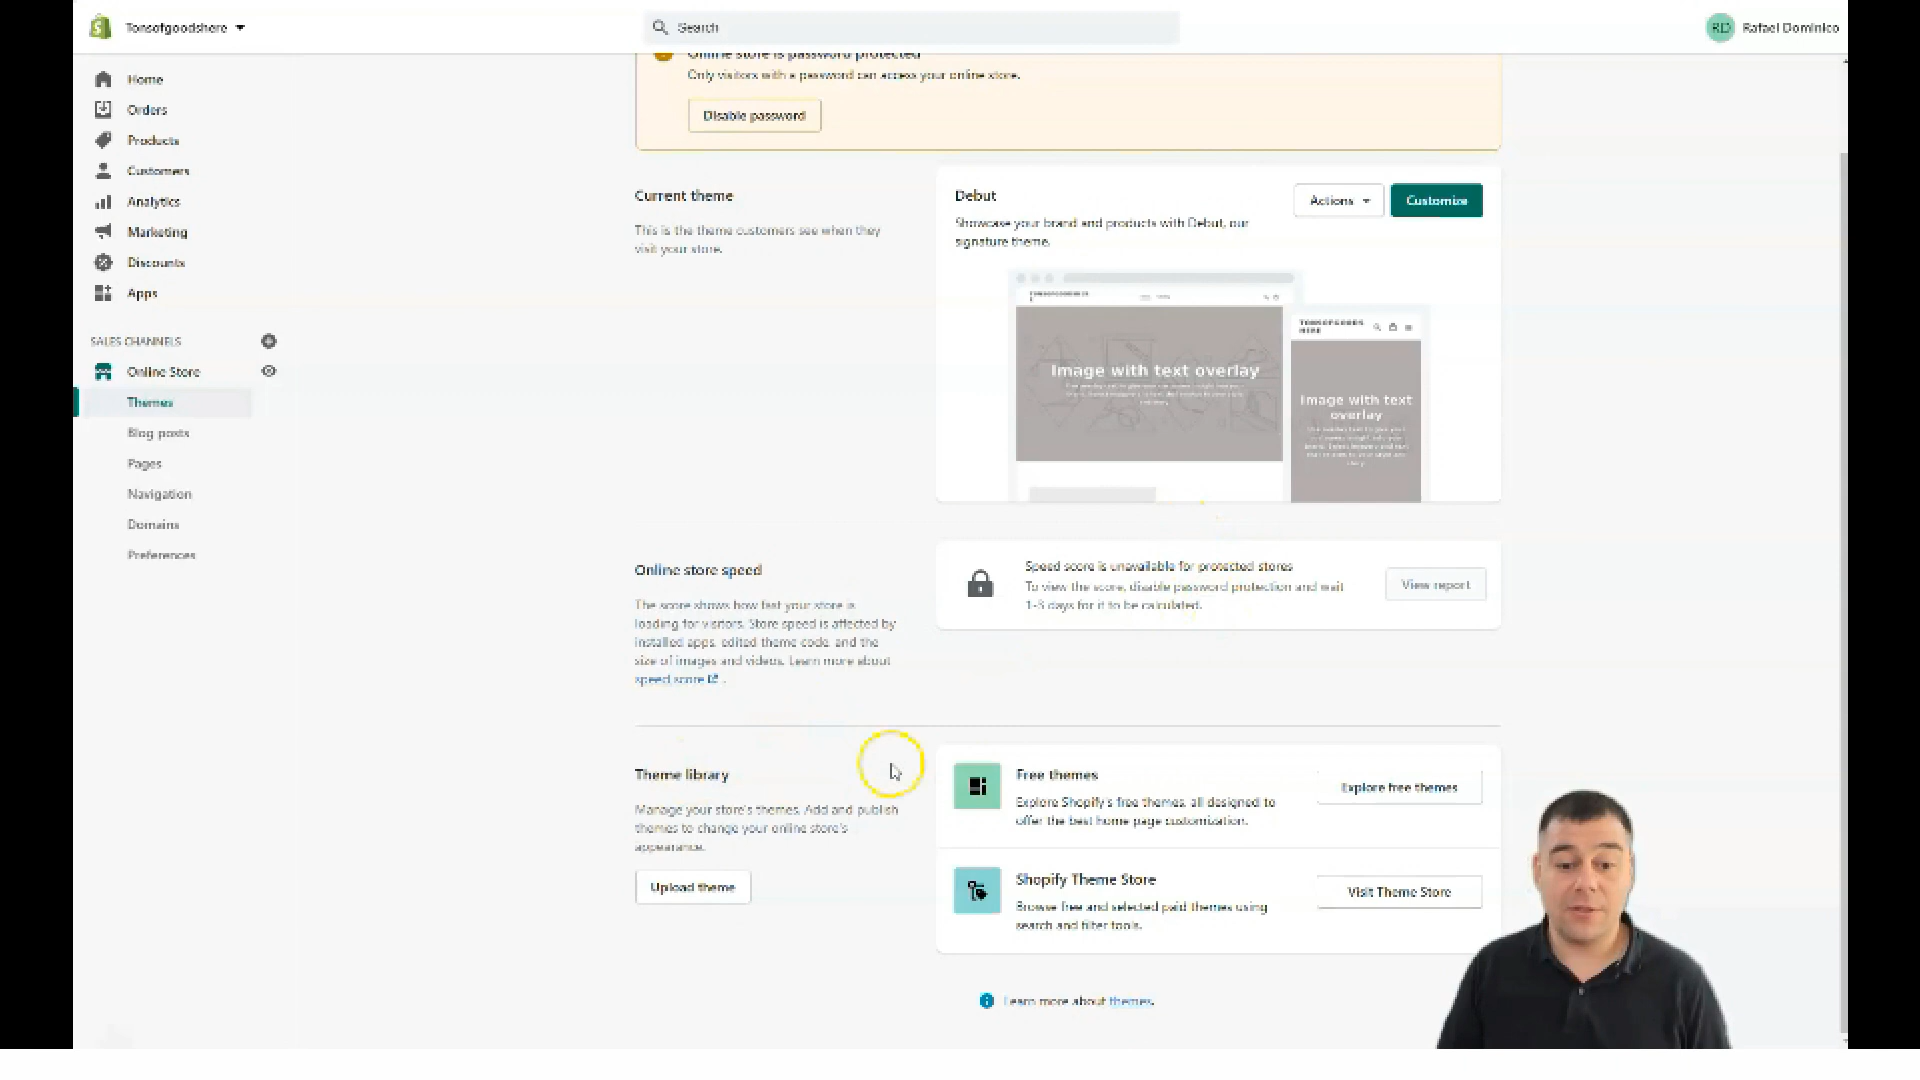 Tonsofgoodshere
Search
RD Rafael Dominico
Home
Orders
Products
Customers
Analytics
Marketing
Discounts
Apps
SALES CHANNELS
Online Store
Themes
Blog posts
Pages
Navigation
Domains
Preferences
Online store is password protected
Only visitors with a password can access your online store.
Disable password
Current theme
This is the theme customers see when they
visit your store.
Debut
Showcase your brand and products with Debut, our
signature theme.
Actions
Customize
Image with text overlay
TONSOFGOODS
HERE
Image with text
overlay
Online store speed
The score shows how fast your store is
loading for visitors. Store speed is affected by
installed apps, edited theme code, and the
size of images and videos. Learn more about
speed score .
Speed score is unavailable for protected stores
To view the score, disable password protection and wait
1-3 days for it to be calculated.
View report
Theme library
Manage your store's themes. Add and publish
themes to change your online store's
appearance.
Upload theme
Free themes
Explore Shopify's free themes, all designed to
offer the best home page customization.
Explore free themes
Shopify Theme Store
Browse free and selected paid themes using
search and filter tools.
Visit Theme Store
Learn more about themes.